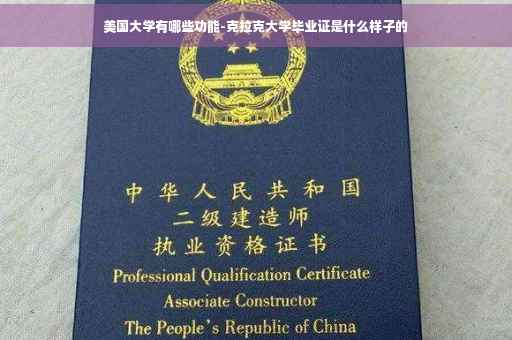 美国大学有哪些功能-克拉克大学毕业证是什么样子的
中华人民共和国
二级建造师
执业资格证书
Professional Qualification Certificate
Associate Constructor
The People's Republic of China